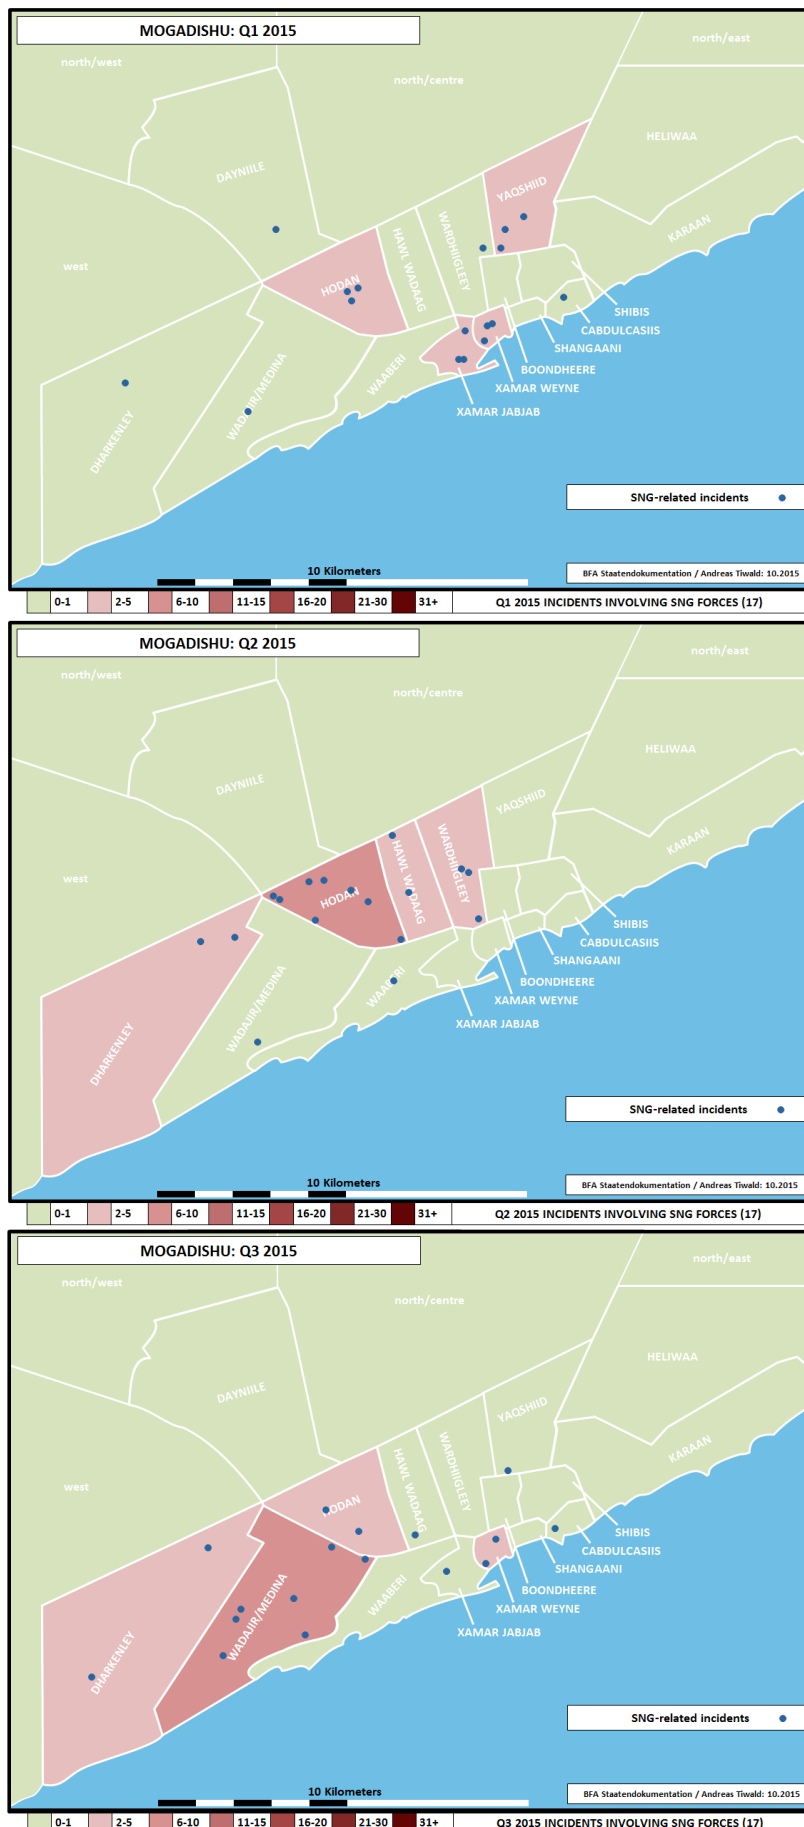 MOGADISHU: Q1 2015
north/east
north/west
north/centre
HELIWAA
DAYNIILE
YAQSHIID
KARAAN
WARDHIIGLEEY
HAWL WADAAG
west
HODAN
SHIBIS
CABDULCASIIS
SHANGAANI
BOONDHEERE
WAABERI
XAMAR WEYNE
WADAJIR/MEDINA
XAMAR JABJAB
DHARKENLEY
SNG-related incidents
10 Kilometers
BFA Staatendokumentation / Andreas Tiwald: 10.2015
0-1 2-5 6-10 11-15 16-20 21-30 31+ Q1 2015 INCIDENTS INVOLVING SNG FORCES (17)
MOGADISHU: Q2 2015
north/east
north/west
north/centre
HELIWAA
DAYNIILE
YAQSHIID
KARAAN
WARDHIIGLEEY
HAWL WADAAG
west
HODAN
SHIBIS
CABDULCASIIS
SHANGAANI
BOONDHEERE
WAABERI
XAMAR WEYNE
WADAJIR/MEDINA
XAMAR JABJAB
DHARKENLEY
SNG-related incidents
10 Kilometers
BFA Staatendokumentation / Andreas Tiwald: 10.2015
0-1 2-5 6-10 11-15 16-20 21-30 31+ Q2 2015 INCIDENTS INVOLVING SNG FORCES (17)
MOGADISHU: Q3 2015
north/east
north/west
north/centre
HELIWAA
DAYNIILE
YAQSHIID
KARAAN
WARDHIIGLEEY
HAWL WADAAG
west
HODAN
SHIBIS
CABDULCASIIS
SHANGAANI
BOONDHEERE
WAABERI
XAMAR WEYNE
WADAJIR/MEDINA
XAMAR JABJAB
DHARKENLEY
SNG-related incidents
10 Kilometers
BFA Staatendokumentation / Andreas Tiwald: 10.2015
0-1 2-5 6-10 11-15 16-20 21-30 31+ Q3 2015 INCIDENTS INVOLVING SNG FORCES (17)